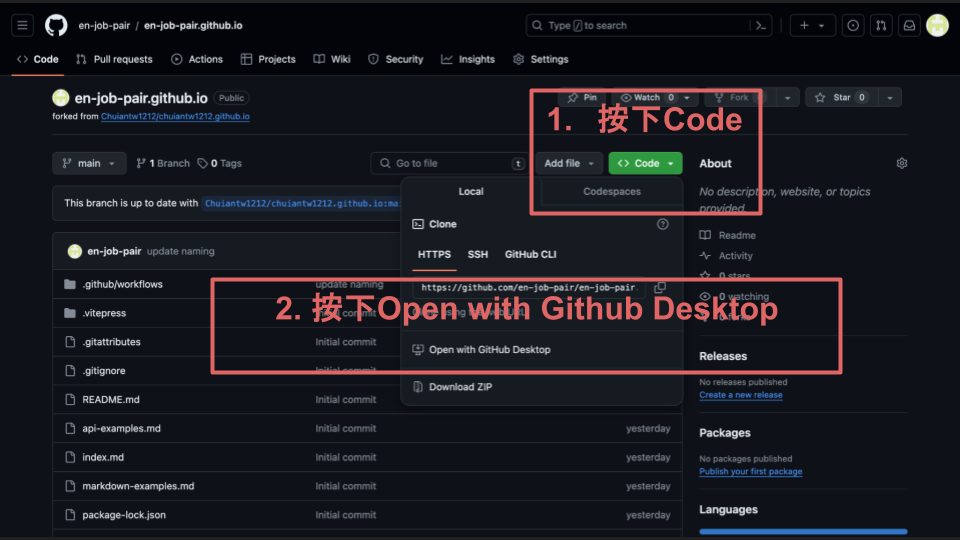 en-job-pair / en-job-pair.github.io
Type / to search
Code Pull requests Actions Projects Wiki Security Insights Settings
en-job-pair.github.io Public
forked from Chuiantw1212/chuiantw1212.github.io
Pin Watch 0 Fork Star 0
1. 按下Code
main 1 Branch 0 Tags Go to file t Add file Code
About
No description, website, or topics provided.
Readme
Activity
0 stars
0 watching
This branch is up to date with Chuiantw1212/chuiantw1212.github.io:ma
Local Codespaces
Clone
HTTPS SSH GitHub CLI
https://github.com/en-job-pair/en-job-pair.
2. 按下Open with Github Desktop
Open with GitHub Desktop
Download ZIP
en-job-pair update naming
.github/workflows update naming
.vitepress
.gitattributes Initial commit
.gitignore Initial commit
README.md Initial commit
api-examples.md Initial commit yesterday
index.md Initial commit yesterday
markdown-examples.md Initial commit yesterday
package-lock.json Initial commit yesterday
Releases
No releases published
Create a new release
Packages
No packages published
Publish your first package
Languages